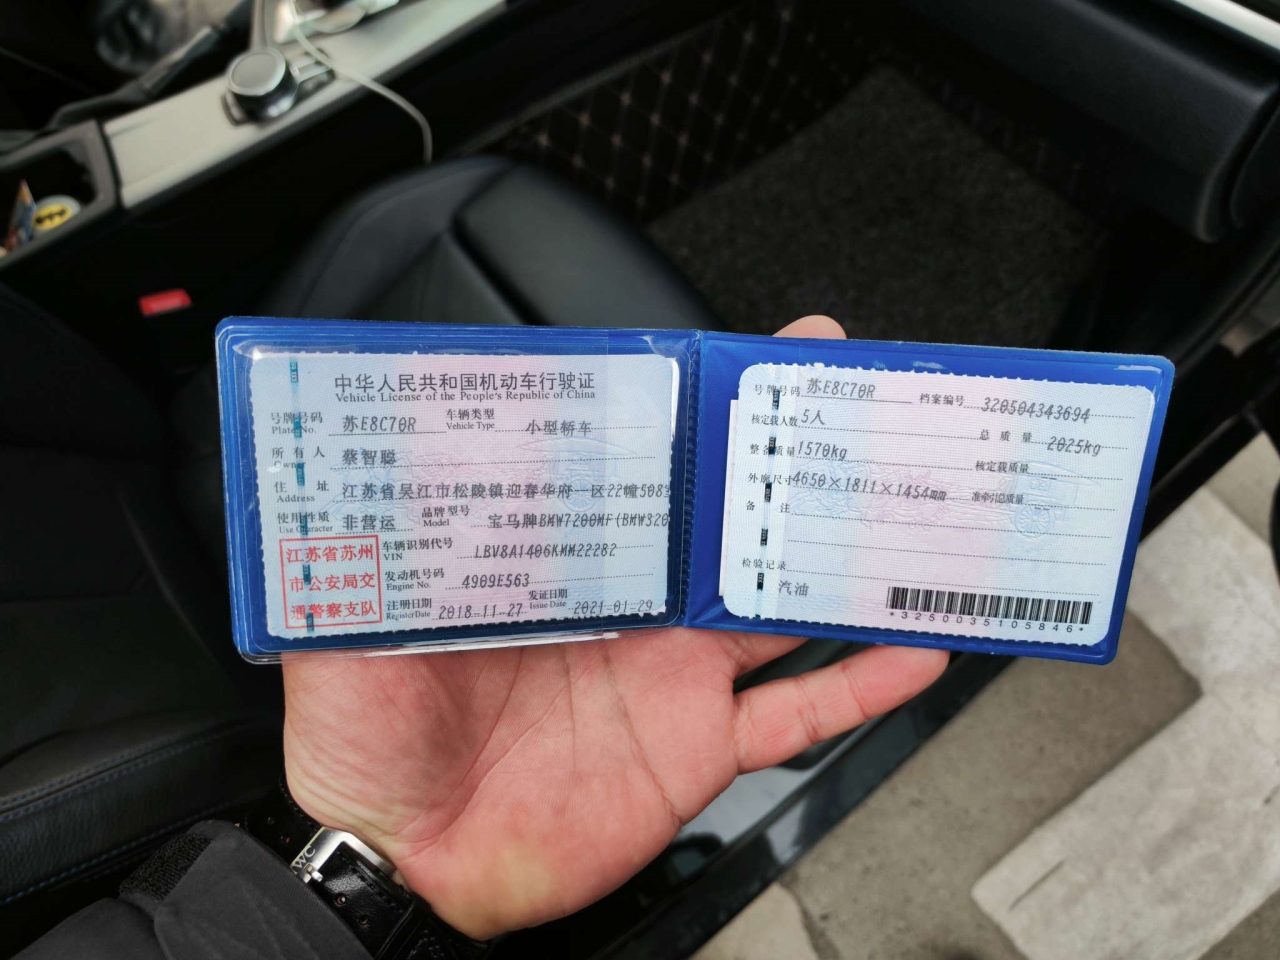 中华人民共和国机动车行驶证
Vehicle License of the People's Republic of China
号牌号码 苏E8C70R 车辆类型 小型轿车
Plate No. Vehicle Type
所有人 蔡智聪
Owner
住址 江苏省吴江市松陵镇迎春华府一区22幢508
Address
使用性质 非营运 品牌型号 宝马牌BMW7200MF(BMW320
Use Character Model
江苏省苏州
市公安局交
通警察支队
车辆识别代号 LBV8A1406KMM22282
VIN
发动机号码 4909E563
Engine No.
注册日期 2018-11-27 发证日期 2021-01-29
Register Date Issue Date
号牌号码 苏E8C70R 档案编号 320504343694
核定载人数 5人 总质量 2025kg
整备质量 1570kg 核定载质量 --
外廓尺寸 4650×1811×1454mm 准牵引总质量 --
备注
检验记录
汽油
*3250035105846*
IWC